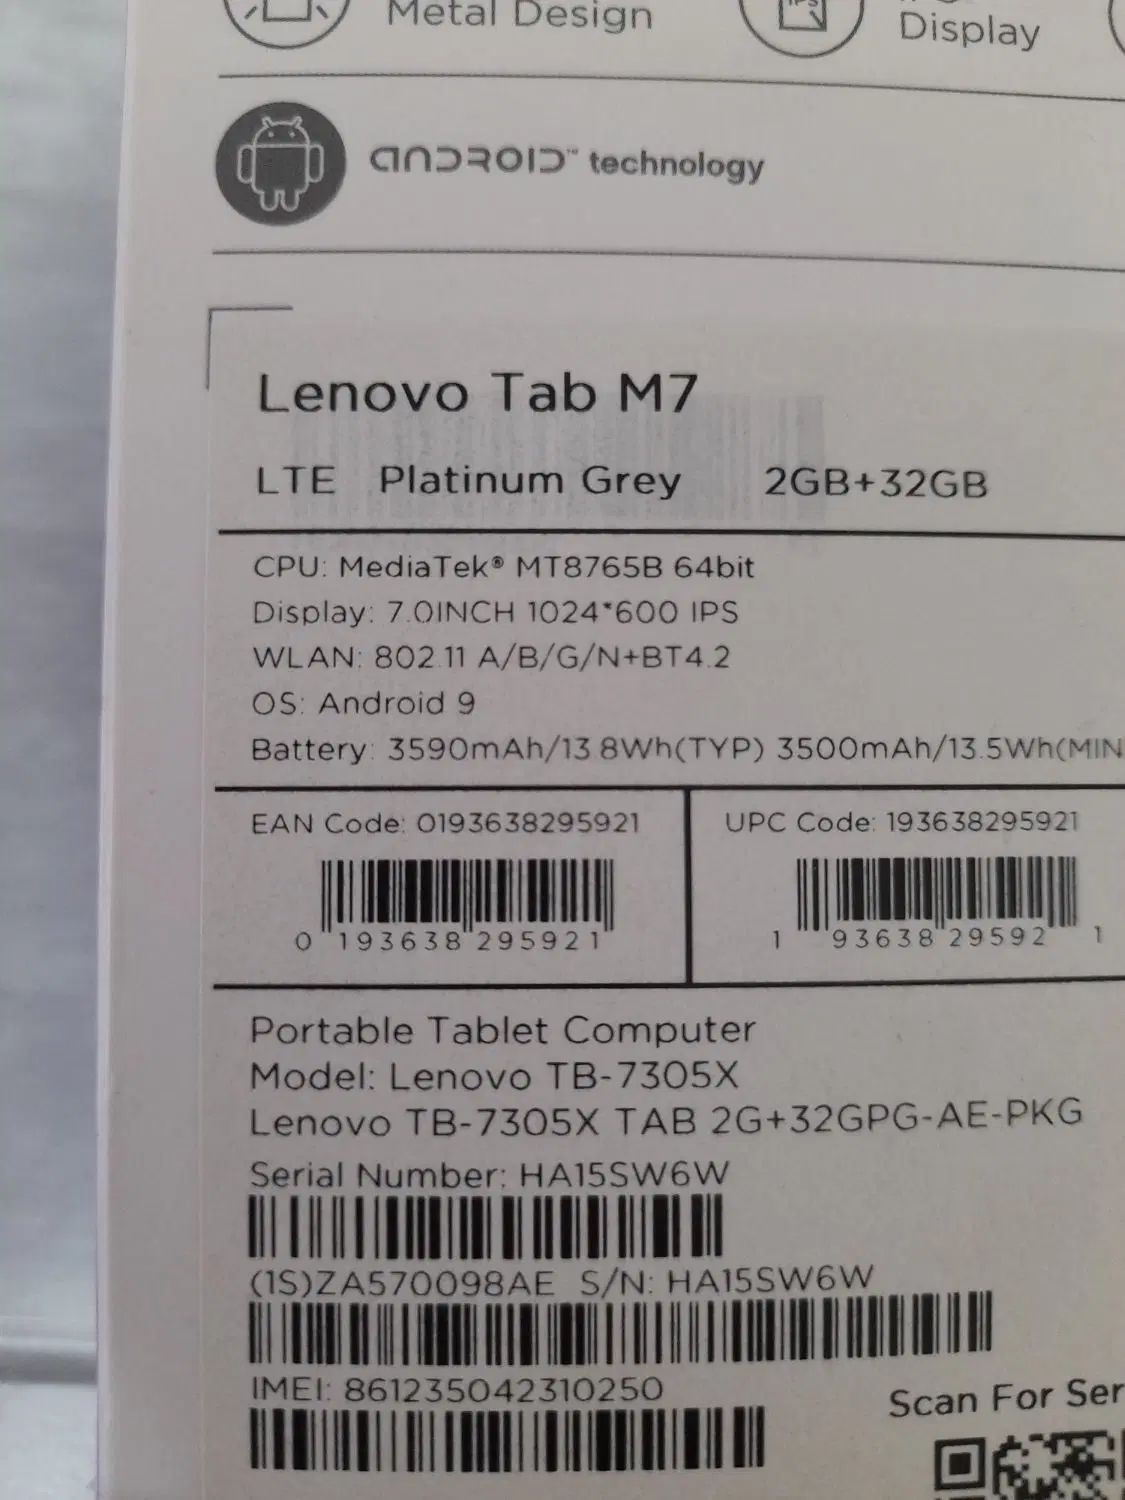 Metal Design
Display
ANDROID™ technology
Lenovo Tab M7
LTE Platinum Grey 2GB+32GB
CPU: MediaTek® MT8765B 64bit
Display: 7.0INCH 1024*600 IPS
WLAN: 802.11 A/B/G/N+BT4.2
OS: Android 9
Battery: 3590mAh/13.8Wh(TYP) 3500mAh/13.5Wh(MIN
EAN Code: 0193638295921
UPC Code: 193638295921
0 193638 295921
1 93638 29592 1
Portable Tablet Computer
Model: Lenovo TB-7305X
Lenovo TB-7305X TAB 2G+32GPG-AE-PKG
Serial Number: HA15SW6W
(1S)ZA570098AE S/N: HA15SW6W
IMEI: 861235042310250
Scan For Ser